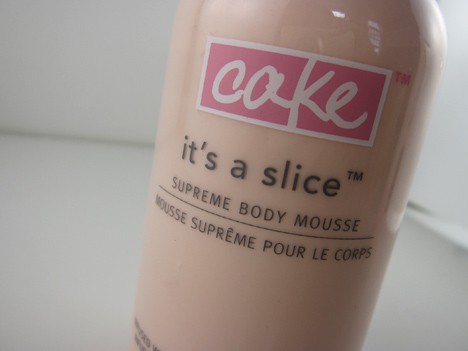 cake™
it's a slice™
SUPREME BODY MOUSSE
MOUSSE SUPRÊME POUR LE CORPS